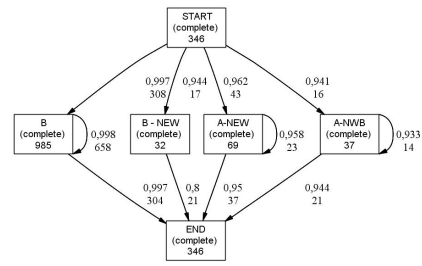 START
(complete)
346
0,997 0,944 0,962 0,941
308 17 43 16
B
(complete)
985
0,998
658
B - NEW
(complete)
32
A-NEW
(complete)
69
0,958
23
A-NWB
(complete)
37
0,933
14
0,997 0,8 0,95 0,944
304 21 37 21
END
(complete)
346